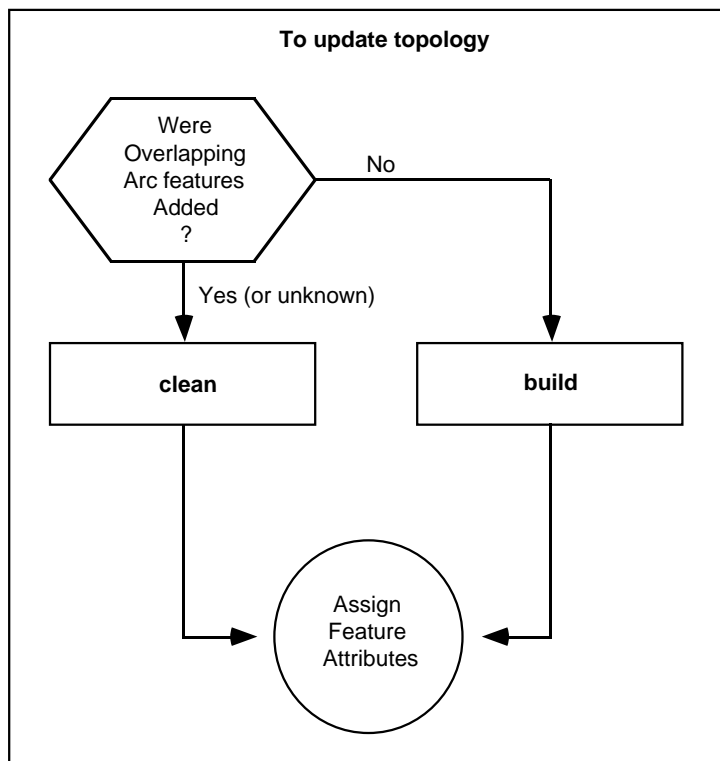 To update topology
Were
Overlapping
Arc features
Added
?
No
Yes (or unknown)
clean
build
Assign
Feature
Attributes